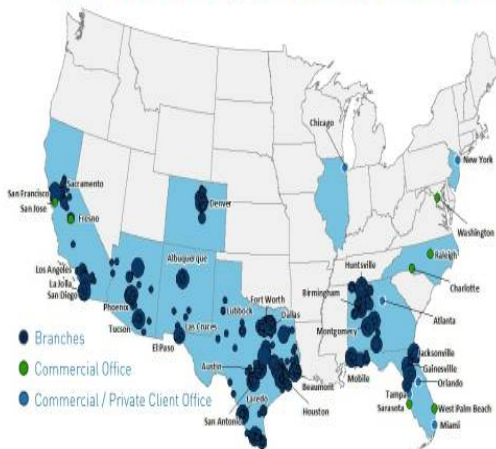 Chicago
New York
San Francisco
Sacramento
San Jose
Denver
Fresno
Washington
Albuquerque
Huntsville
Raleigh
Los Angeles
La Jolla
San Diego
Lubbock
Fort Worth
Dallas
Birmingham
Charlotte
Phoenix
Atlanta
Tucson
Las Cruces
Montgomery
El Paso
Jacksonville
Austin
Gainesville
Beaumont
Mobile
Orlando
Laredo
Tampa
Houston
Sarasota
West Palm Beach
San Antonio
Miami
Branches
Commercial Office
Commercial / Private Client Office